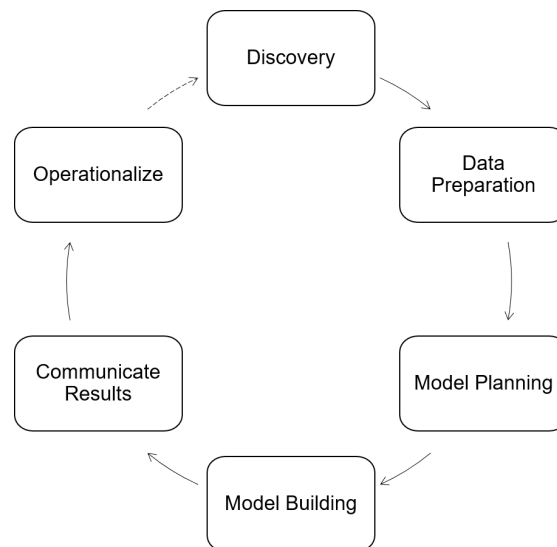 Discovery
Data
Preparation
Model Planning
Model Building
Communicate
Results
Operationalize